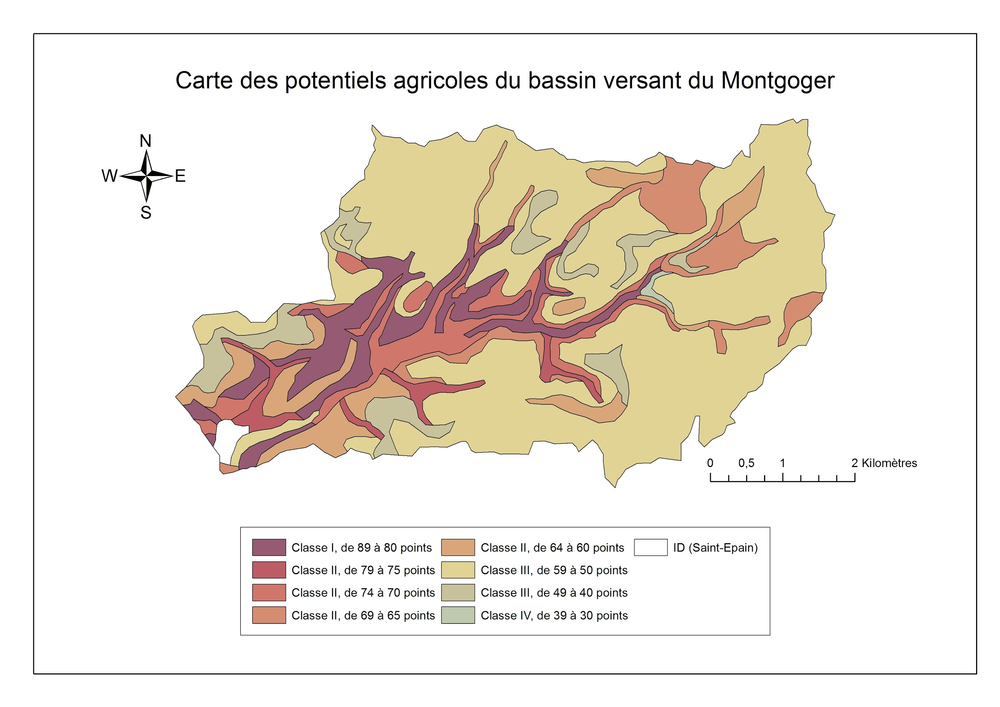 Carte des potentiels agricoles du bassin versant du Montgoger
N
W E
S
0 0,5 1 2 Kilomètres
Classe I, de 89 à 80 points
Classe II, de 79 à 75 points
Classe II, de 74 à 70 points
Classe II, de 69 à 65 points
Classe II, de 64 à 60 points
Classe III, de 59 à 50 points
Classe III, de 49 à 40 points
Classe IV, de 39 à 30 points
ID (Saint-Epain)